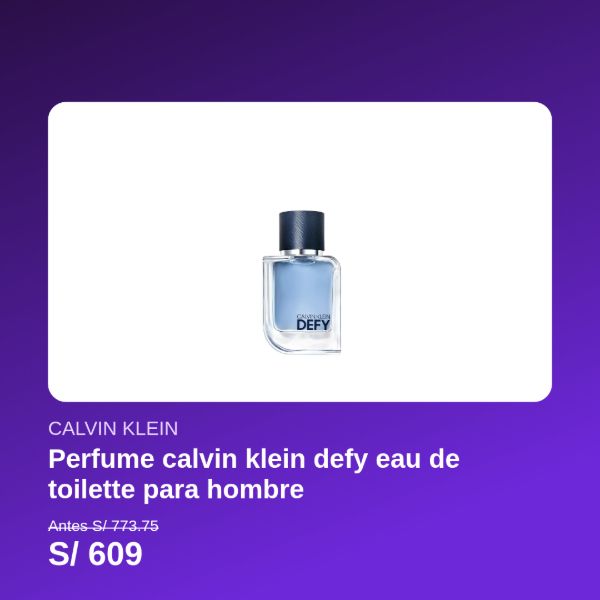 CALVIN KLEIN
DEFY
CALVIN KLEIN
Perfume calvin klein defy eau de
toilette para hombre
Antes S/ 773.75
S/ 609